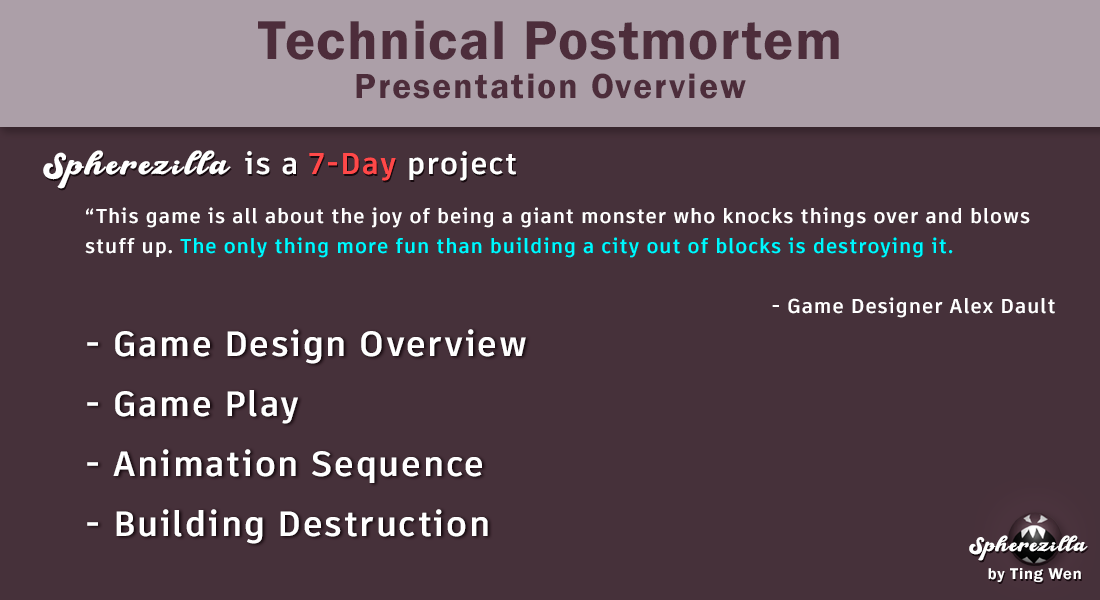 Technical Postmortem
Presentation Overview
Spherezilla is a 7-Day project
“This game is all about the joy of being a giant monster who knocks things over and blows
stuff up. The only thing more fun than building a city out of blocks is destroying it.
- Game Designer Alex Dault
- Game Design Overview
- Game Play
- Animation Sequence
- Building Destruction
Spherezilla
by Ting Wen